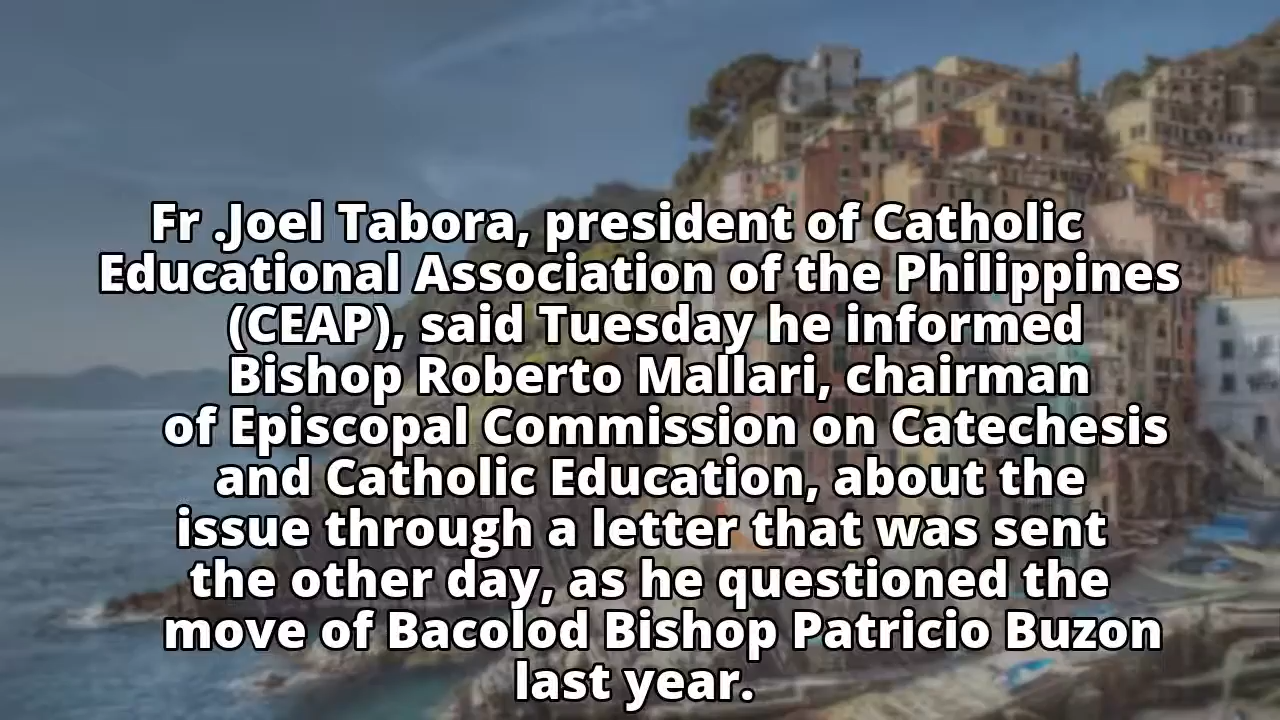 Fr .Joel Tabora, president of Catholic
Educational Association of the Philippines
(CEAP), said Tuesday he informed
Bishop Roberto Mallari, chairman
of Episcopal Commission on Catechesis
and Catholic Education, about the
issue through a letter that was sent
the other day, as he questioned the
move of Bacolod Bishop Patricio Buzon
last year.